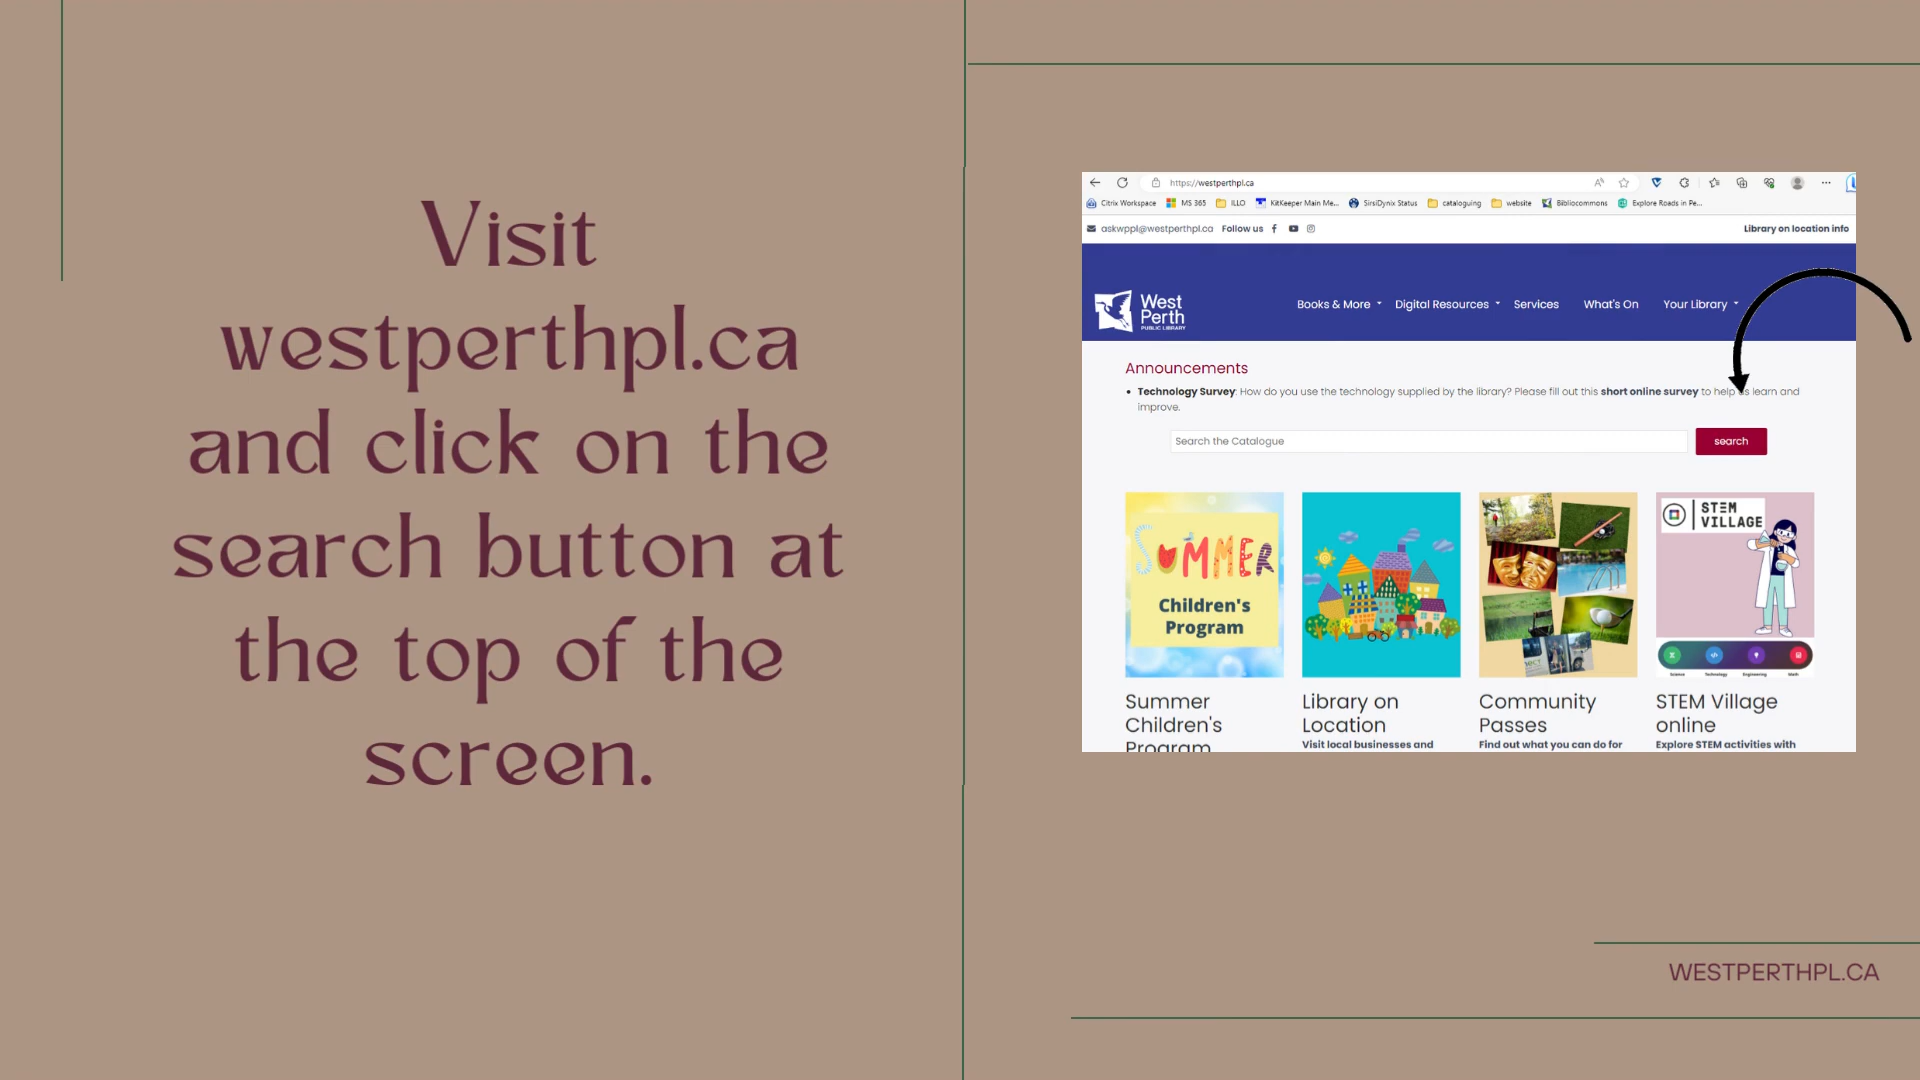 Visit
westperthpl.ca
and click on the
search button at
the top of the
screen.
https://westperthpl.ca
Citrix Workspace MS 365 ILLO KitKeeper Main Me... SirsiDynix Status cataloguing website Bibliocommons Explore Roads in Pe...
askwppl@westperthpl.ca Follow us Library on location info
West
Perth
PUBLIC LIBRARY
Books & More Digital Resources Services What's On Your Library
Announcements
• Technology Survey: How do you use the technology supplied by the library? Please fill out this short online survey to help us learn and
improve.
Search the Catalogue search
SUMMER
Children's
Program
STEM
VILLAGE
Science Technology Engineering Math
Summer
Children's
Program
Library on
Location
Visit local businesses and
Community
Passes
Find out what you can do for
STEM Village
online
Explore STEM activities with
WESTPERTHPL.CA